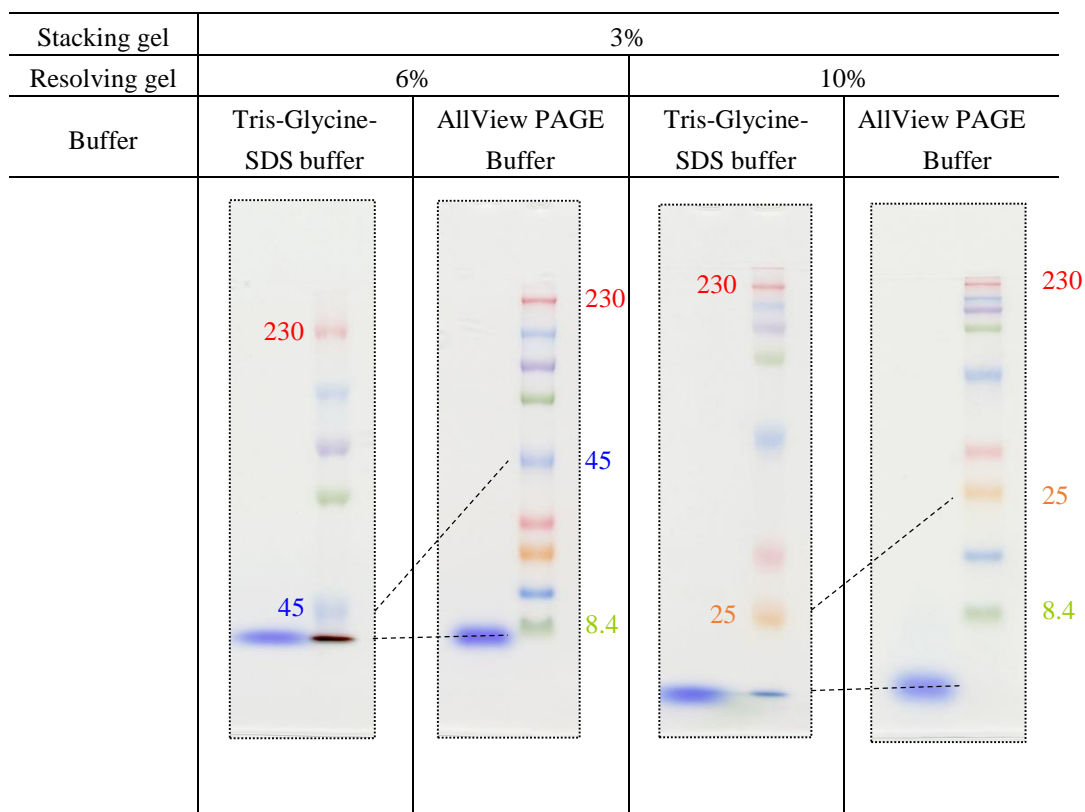 Stacking gel
3%
Resolving gel
6%
10%
Buffer
Tris-Glycine-
SDS buffer
AllView PAGE
Buffer
Tris-Glycine-
SDS buffer
AllView PAGE
Buffer
230
45
230
45
8.4
230
25
230
25
8.4